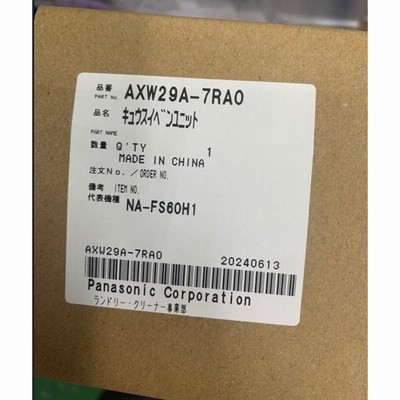 品番 AXW29A-7RA0
PART No.
品名 キュウスイベンユニット
PART NAME
数量 Q'TY 1
MADE IN CHINA
注文No./ORDER NO.
備考 ITEM NO.
代表機種 NA-FS60H1
AXW29A-7RA0 20240613
Panasonic Corporation
ランドリー・クリーナー事業部